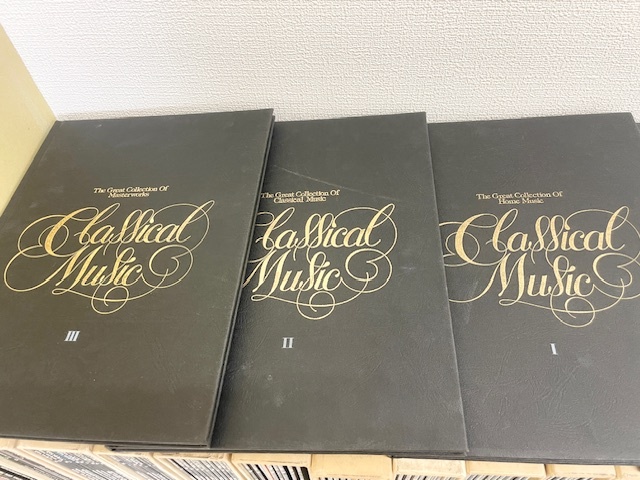 The Great Collection Of
Masterworks
Classical
Music
III
The Great Collection Of
Classical Music
Classical
Music
II
The Great Collection Of
Home Music
Classical
Music
I